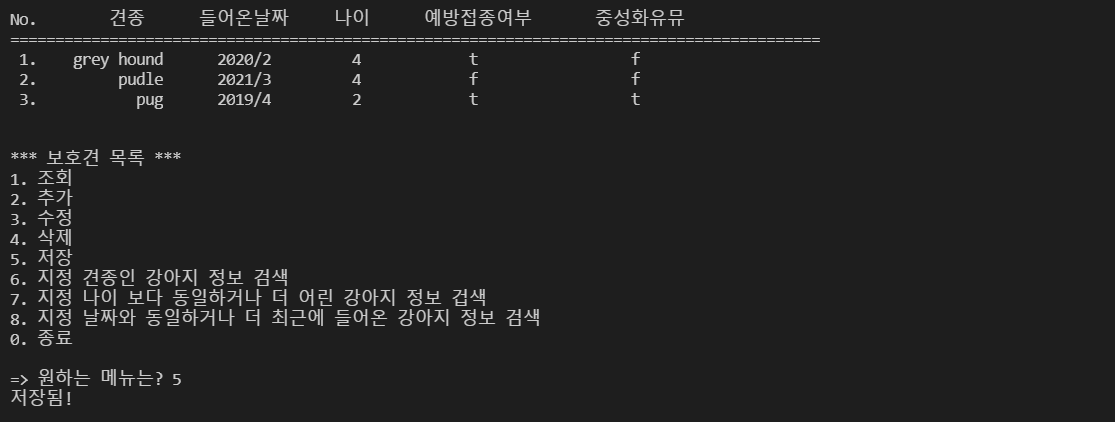 No. 견종 들어온날짜 나이 예방접종여부 중성화유뮤
==========================================================================================
1. grey hound 2020/2 4 t f
2. pudle 2021/3 4 f f
3. pug 2019/4 2 t t
*** 보호견 목록 ***
1. 조회
2. 추가
3. 수정
4. 삭제
5. 저장
6. 지정 견종인 강아지 정보 검색
7. 지정 나이 보다 동일하거나 더 어린 강아지 정보 겁색
8. 지정 날짜와 동일하거나 더 최근에 들어온 강아지 정보 검색
0. 종료
=> 원하는 메뉴는? 5
저장됨!